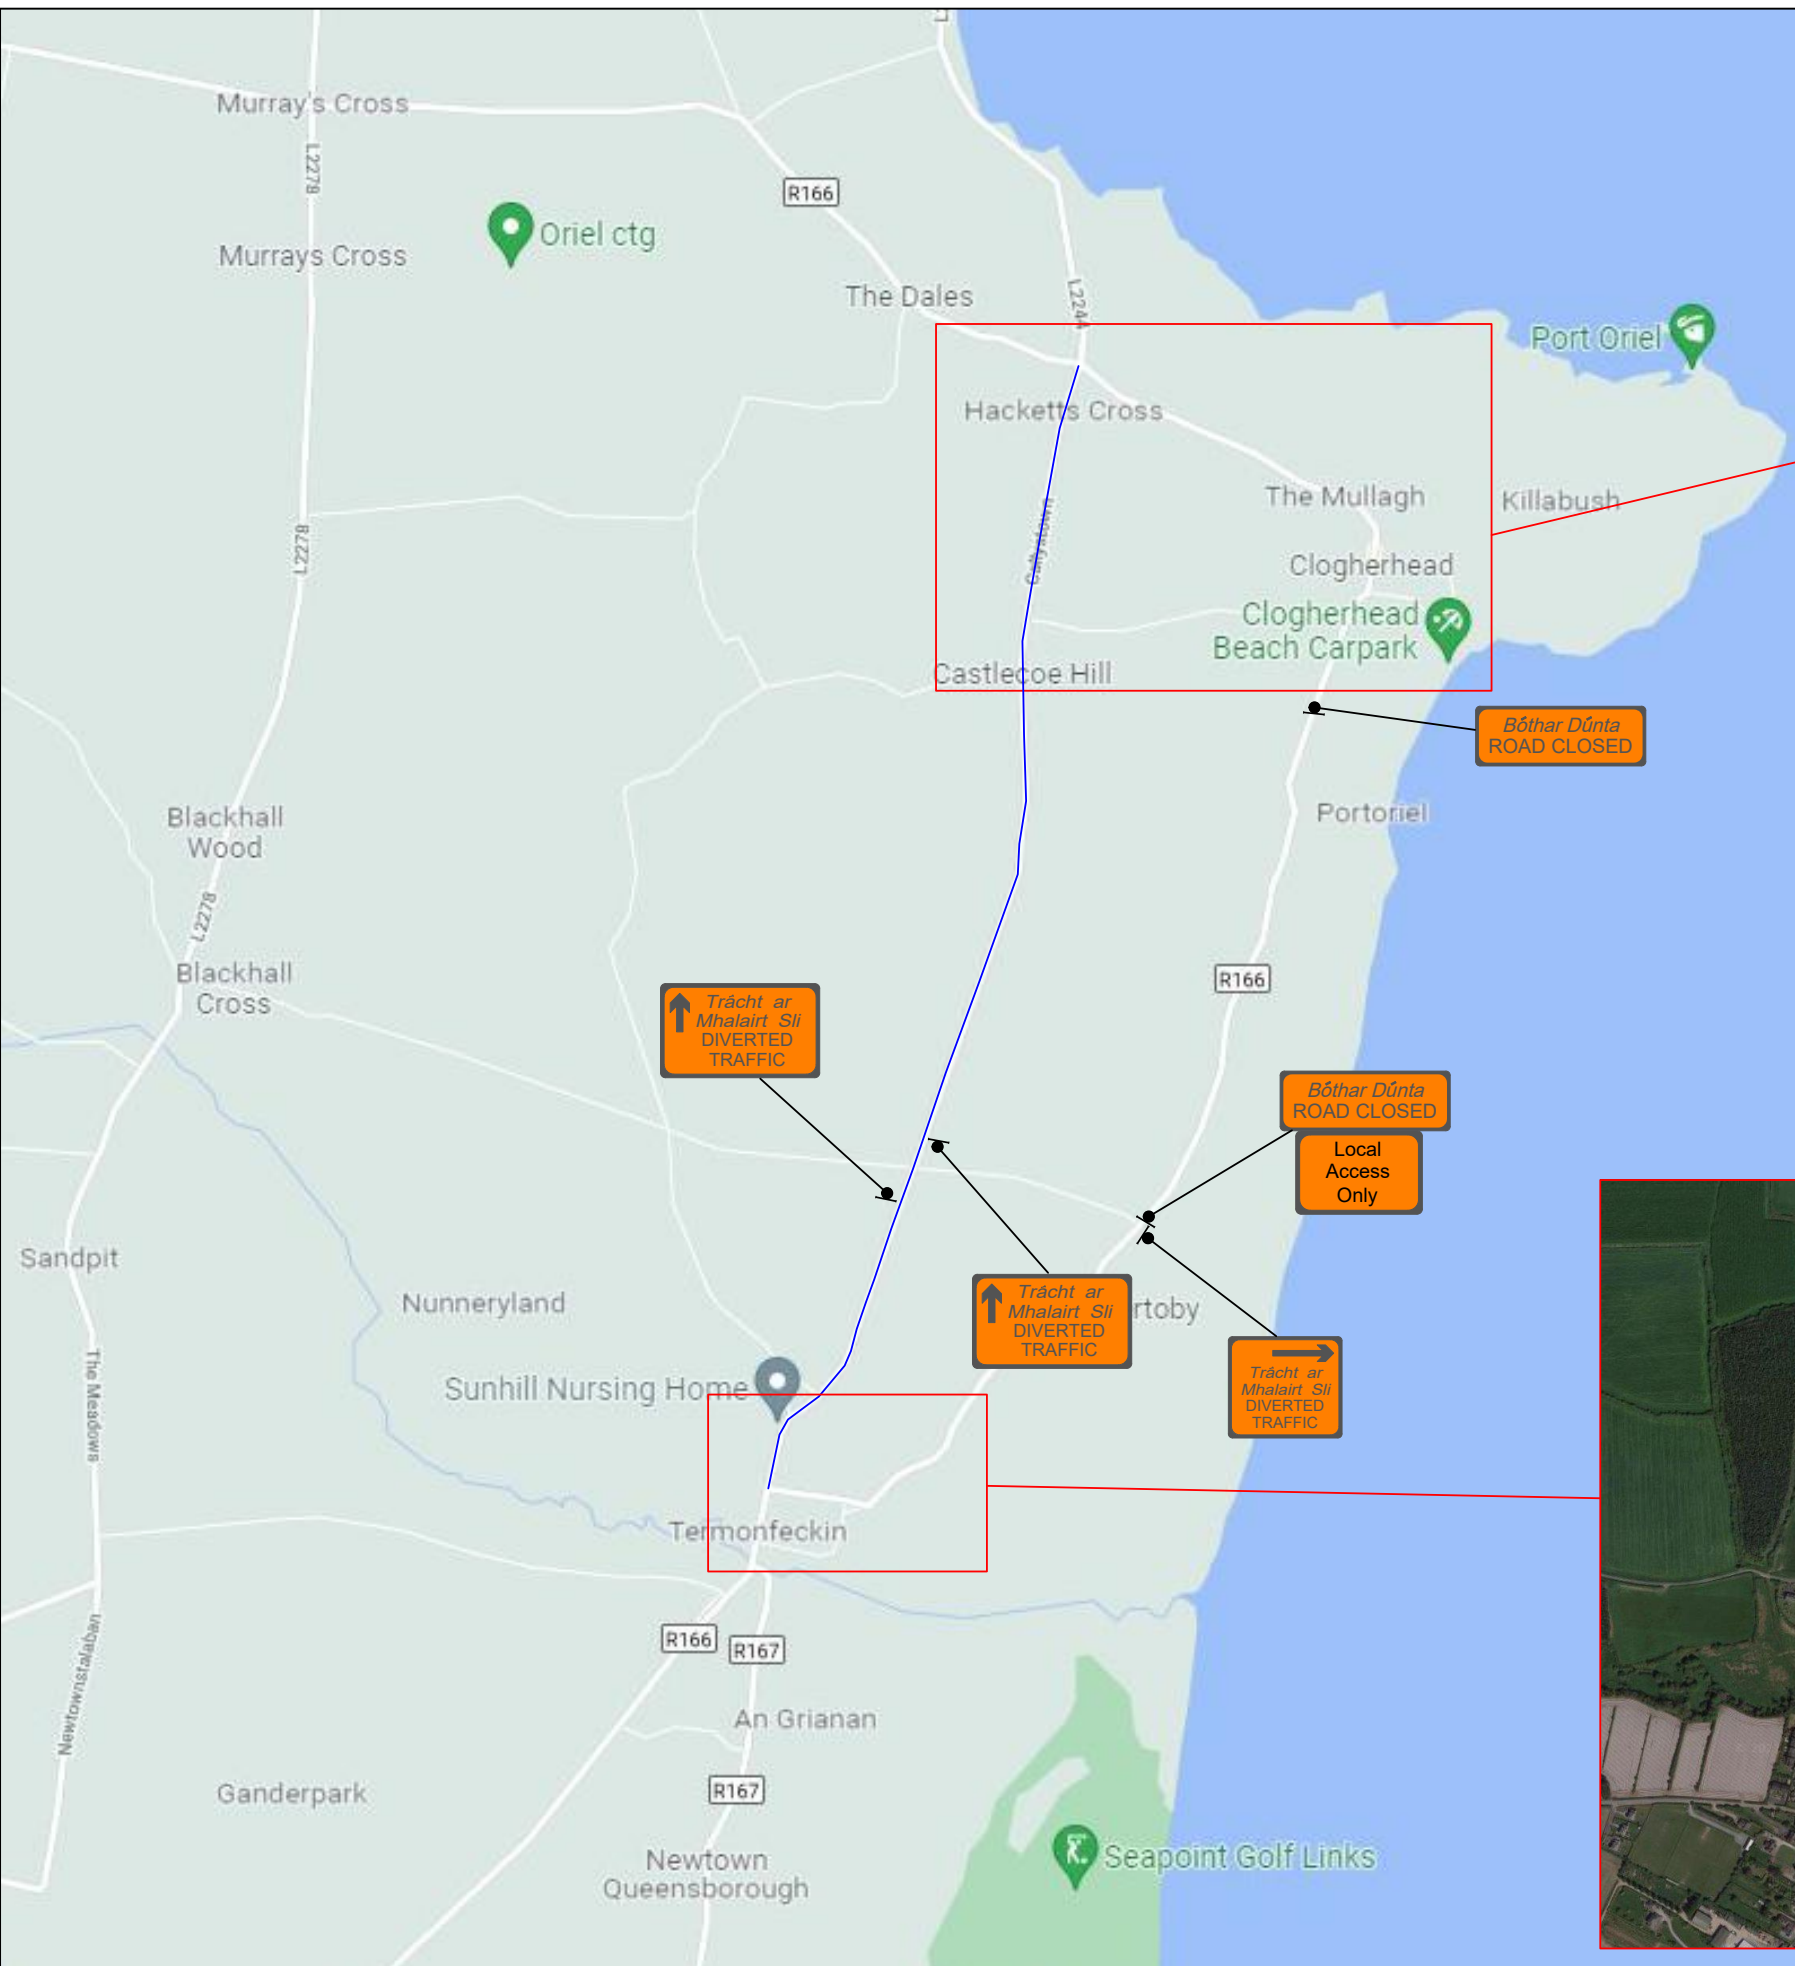 Murray's Cross
L2278
R166
Murrays Cross
Oriel ctg
The Dales
L2244
Port Oriel
Hacketts Cross
The Mullagh
Killabush
L2278
Callystown
Clogherhead
Clogherhead
Beach Carpark
Castlecoe Hill
Bóthar Dúnta
ROAD CLOSED
Portoriel
Blackhall
Wood
L2278
Blackhall
Cross
R166
Trácht ar
Mhalairt Sli
DIVERTED
TRAFFIC
Bóthar Dúnta
ROAD CLOSED
Local
Access
Only
Sandpit
Nunneryland
Trácht ar
Mhalairt Sli
DIVERTED
TRAFFIC
rtoby
Trácht ar
Mhalairt Sli
DIVERTED
TRAFFIC
The Meadows
Sunhill Nursing Home
Termonfeckin
R166
R167
Newtownstalaban
An Grianan
R167
Ganderpark
Newtown
Queensborough
Seapoint Golf Links